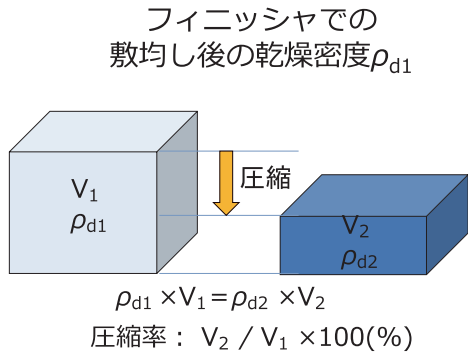 フィニッシャでの
敷均し後の乾燥密度ρd1
V1
ρd1
圧縮
V2
ρd2
ρd1 ×V1＝ρd2 ×V2
圧縮率： V2 / V1 ×100(%)